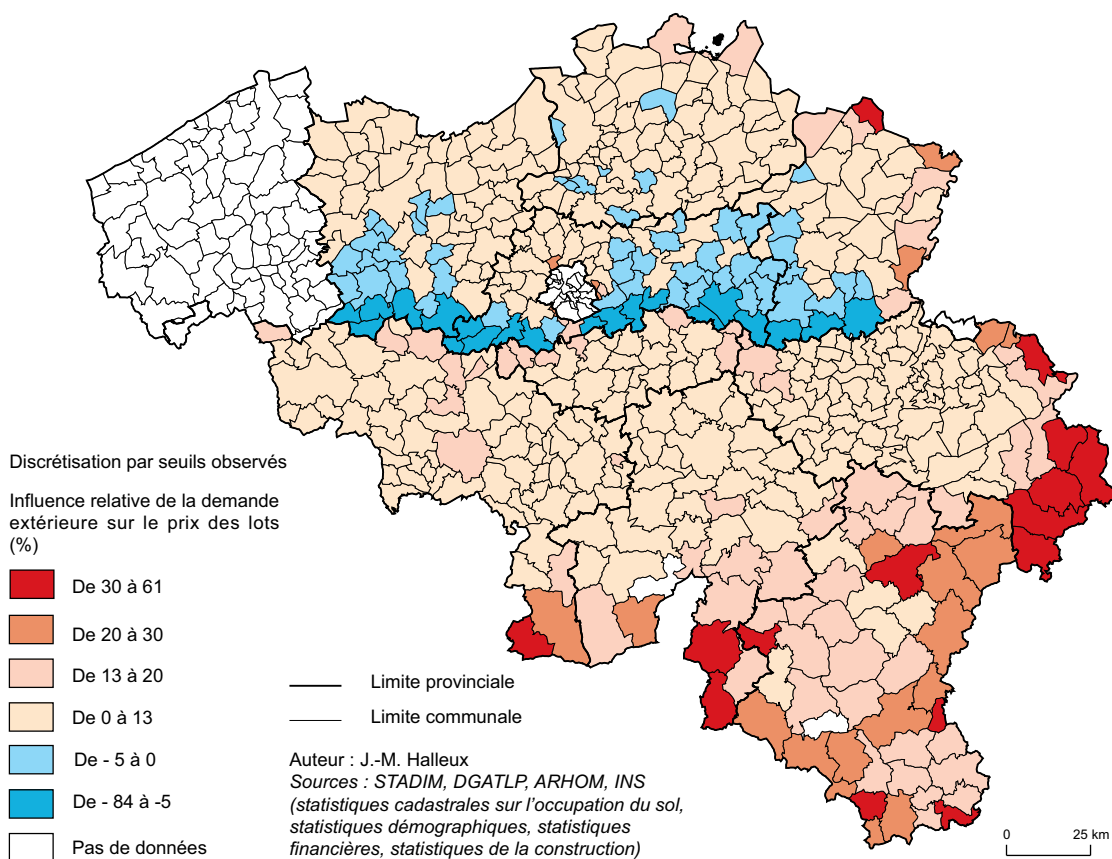 Discrétisation par seuils observés
Influence relative de la demande
extérieure sur le prix des lots
(%)
De 30 à 61
De 20 à 30
De 13 à 20
De 0 à 13
De - 5 à 0
De - 84 à -5
Pas de données
Limite provinciale
Limite communale
Auteur : J.-M. Halleux
Sources : STADIM, DGATLP, ARHOM, INS
(statistiques cadastrales sur l'occupation du sol,
statistiques démographiques, statistiques
financières, statistiques de la construction)
0 25 km